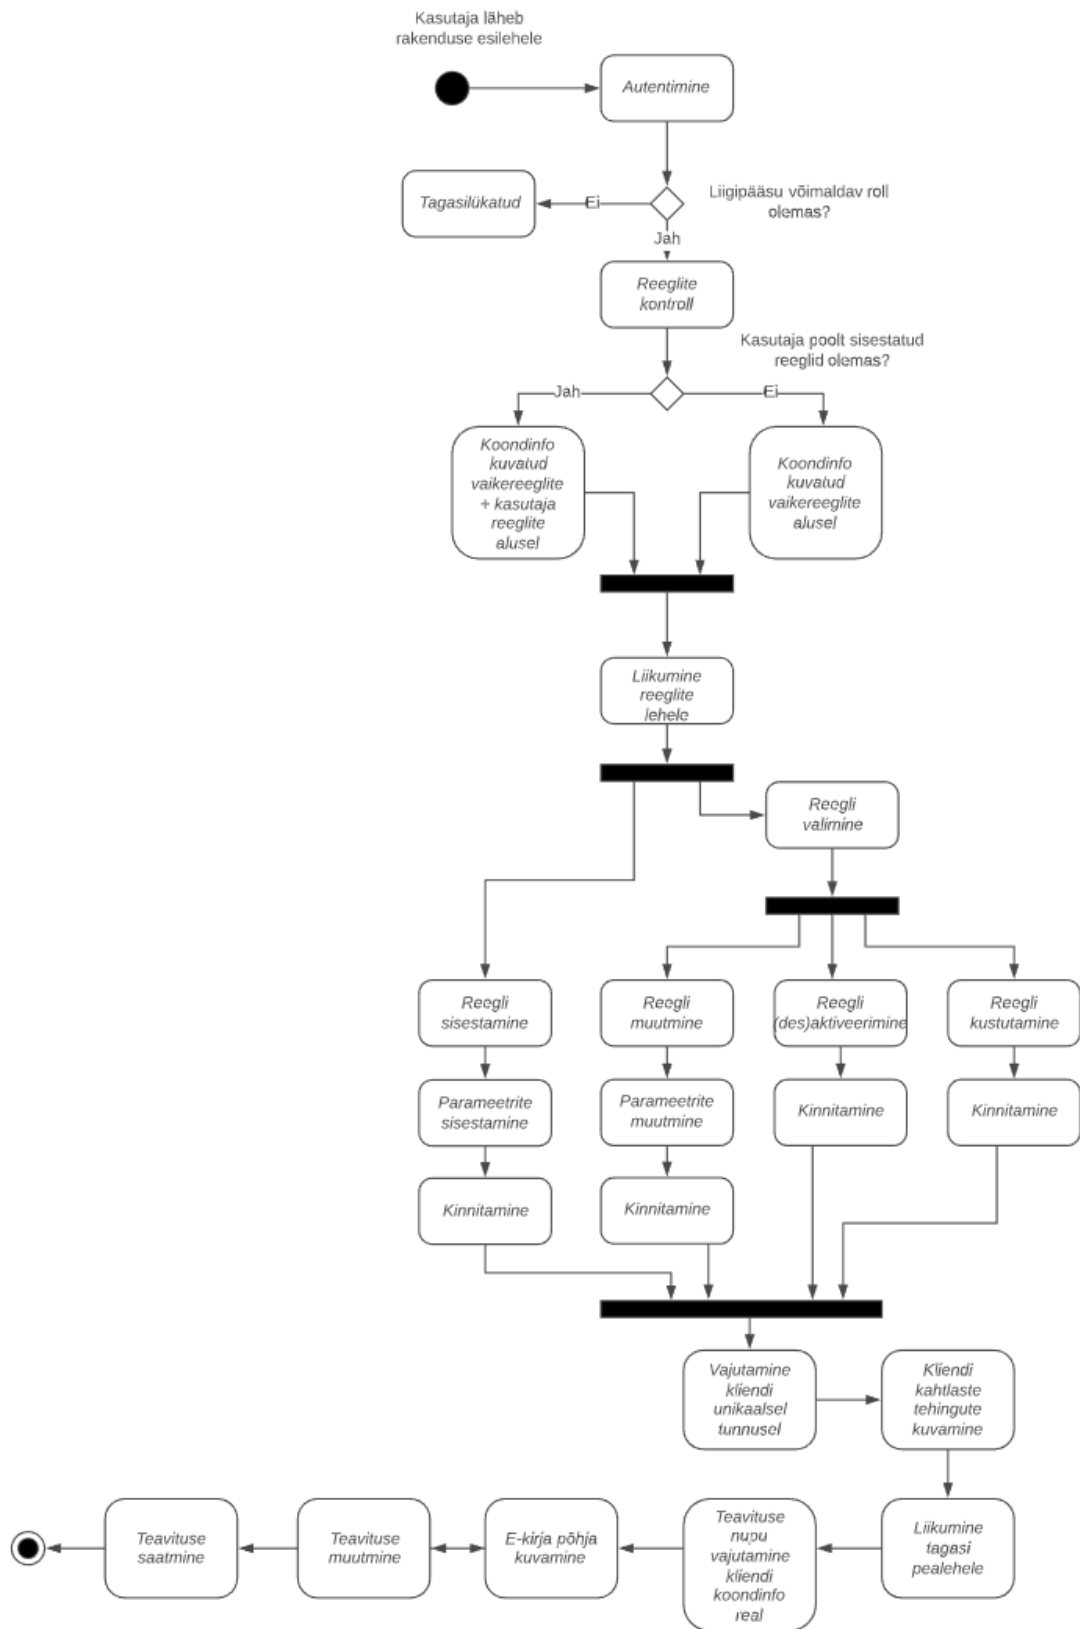 Kasutaja läheb
rakenduse esilehele
Autentimine
Liigipääsu võimaldav roll
olemas?
Tagasilükatud
Ei
Jah
Reeglite
kontroll
Kasutaja poolt sisestatud
reeglid olemas?
Jah
Ei
Koondinfo
kuvatud
vaikereeglite
+ kasutaja
reeglite
alusel
Koondinfo
kuvatud
vaikereeglite
alusel
Liikumine
reeglite
lehele
Reegli
valimine
Reegli
sisestamine
Reegli
muutmine
Reegli
(des)aktiveerimine
Reegli
kustutamine
Parameetrite
sisestamine
Parameetrite
muutmine
Kinnitamine
Kinnitamine
Kinnitamine
Kinnitamine
Vajutamine
kliendi
unikaalsel
tunnusel
Kliendi
kahtlaste
tehingute
kuvamine
Teavituse
saatmine
Teavituse
muutmine
E-kirja põhja
kuvamine
Teavituse
nupu
vajutamine
kliendi
koondinfo
real
Liikumine
tagasi
pealehele